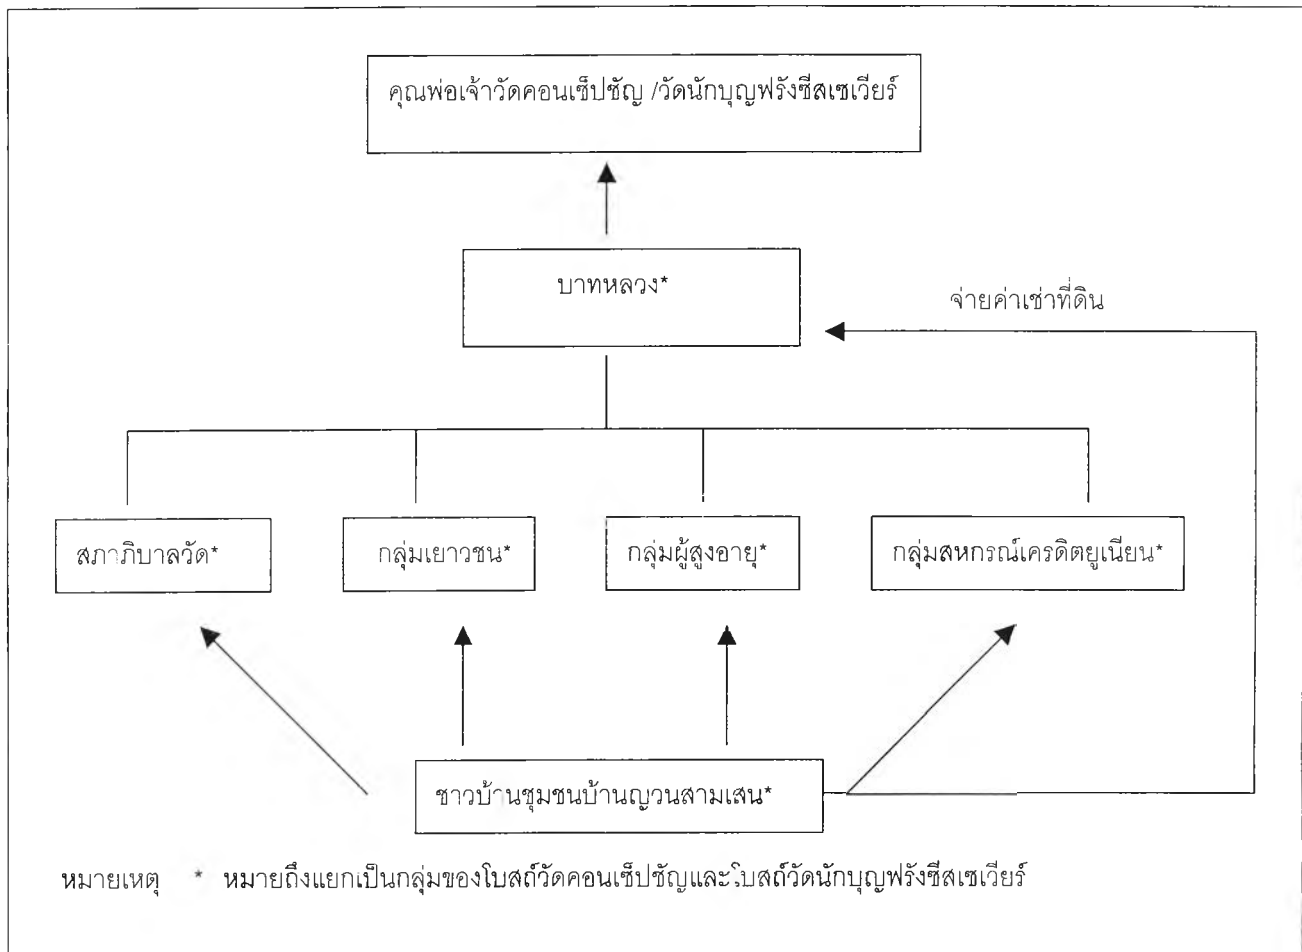 คุณพ่อเจ้าวัดคอนเซ็ปชัญ /วัดนักบุญฟรังซีสเซเวียร์
บาทหลวง*
จ่ายค่าเช่าที่ดิน
สภาภิบาลวัด*
กลุ่มเยาวชน*
กลุ่มผู้สูงอายุ*
กลุ่มสหกรณ์เครดิตยูเนียน*
ชาวบ้านชุมชนบ้านญวนสามเสน*
หมายเหตุ * หมายถึงแยกเป็นกลุ่มของโบสถ์วัดคอนเซ็ปชัญและโบสถ์วัดนักบุญฟรังซีสเซเวียร์